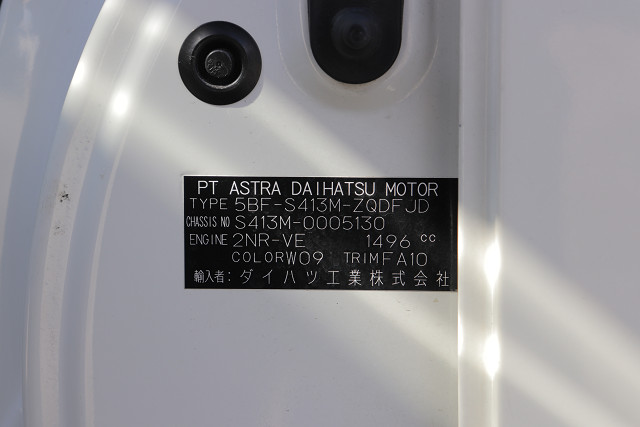 PT ASTRA DAIHATSU MOTOR
TYPE 5BF-S413M-ZQDFJD
CHASSIS NO S413M-0005130
ENGINE 2NR-VE 1496 cc
COLOR W09 TRIM FA10
輸入者：ダイハツ工業株式会社